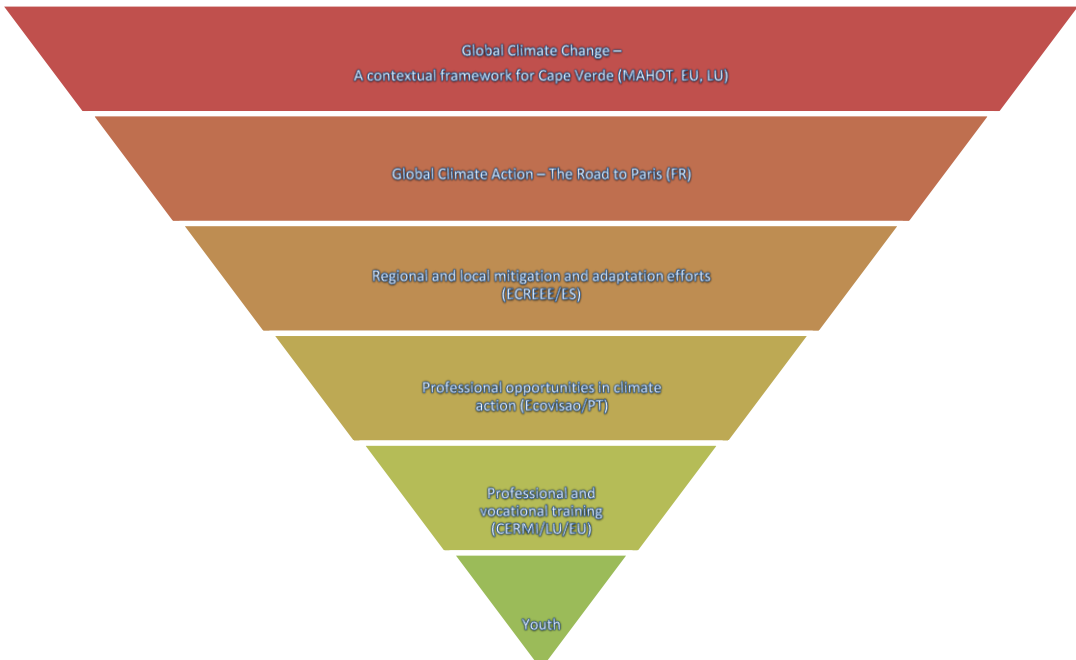 Global Climate Change –
A contextual framework for Cape Verde (MAHOT, EU, LU)
Global Climate Action – The Road to Paris (FR)
Regional and local mitigation and adaptation efforts
(ECREEE/ES)
Professional opportunities in climate
action (Ecovisao/PT)
Professional and
vocational training
(CERMI/LU/EU)
Youth